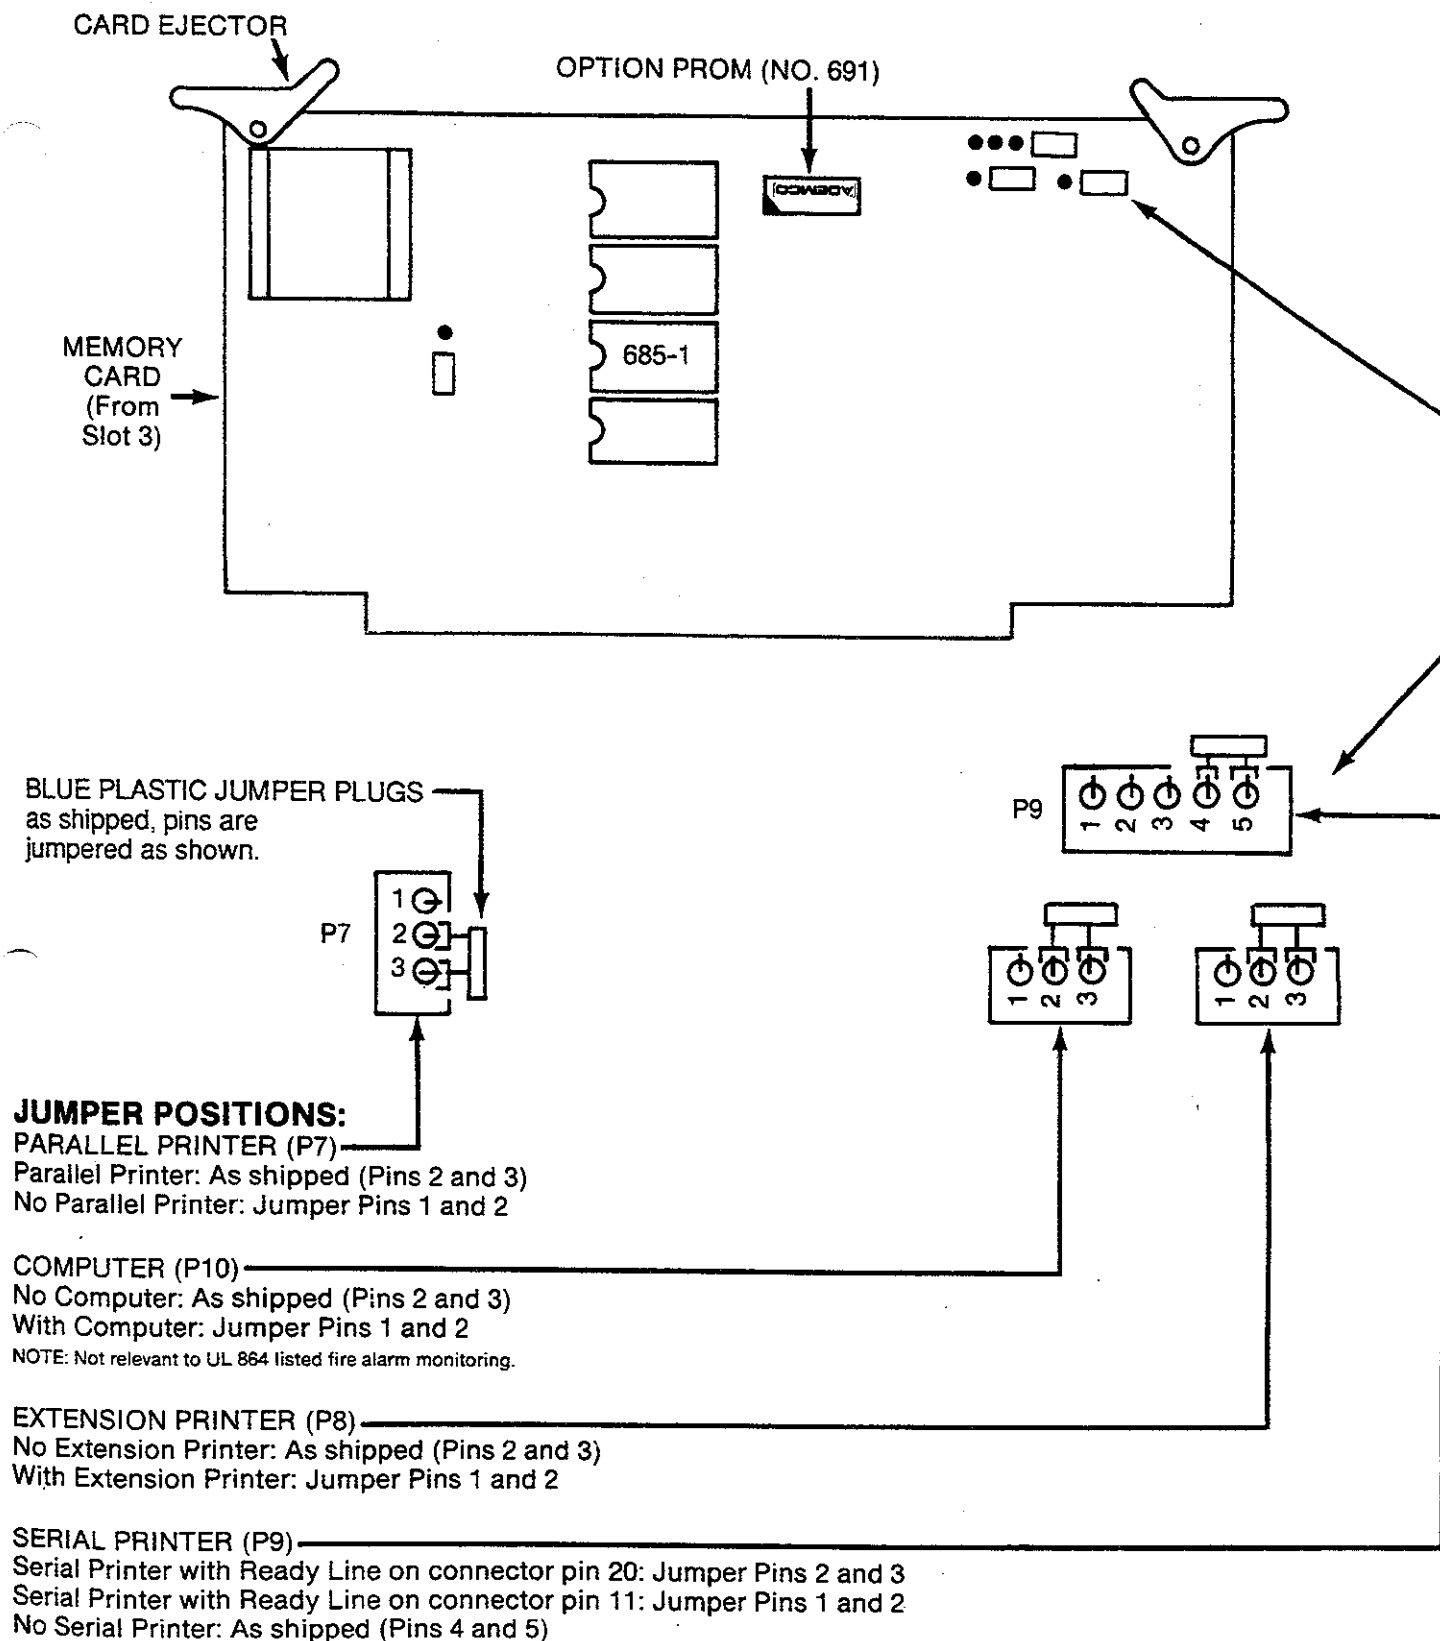 CARD EJECTOR
OPTION PROM (NO. 691)
ADEMCO
685-1
MEMORY
CARD
(From
Slot 3)
BLUE PLASTIC JUMPER PLUGS
as shipped, pins are
jumpered as shown.
P9
1 2 3 4 5
P7
1
2
3
1 2 3
1 2 3
JUMPER POSITIONS:
PARALLEL PRINTER (P7)
Parallel Printer: As shipped (Pins 2 and 3)
No Parallel Printer: Jumper Pins 1 and 2
COMPUTER (P10)
No Computer: As shipped (Pins 2 and 3)
With Computer: Jumper Pins 1 and 2
NOTE: Not relevant to UL 864 listed fire alarm monitoring.
EXTENSION PRINTER (P8)
No Extension Printer: As shipped (Pins 2 and 3)
With Extension Printer: Jumper Pins 1 and 2
SERIAL PRINTER (P9)
Serial Printer with Ready Line on connector pin 20: Jumper Pins 2 and 3
Serial Printer with Ready Line on connector pin 11: Jumper Pins 1 and 2
No Serial Printer: As shipped (Pins 4 and 5)